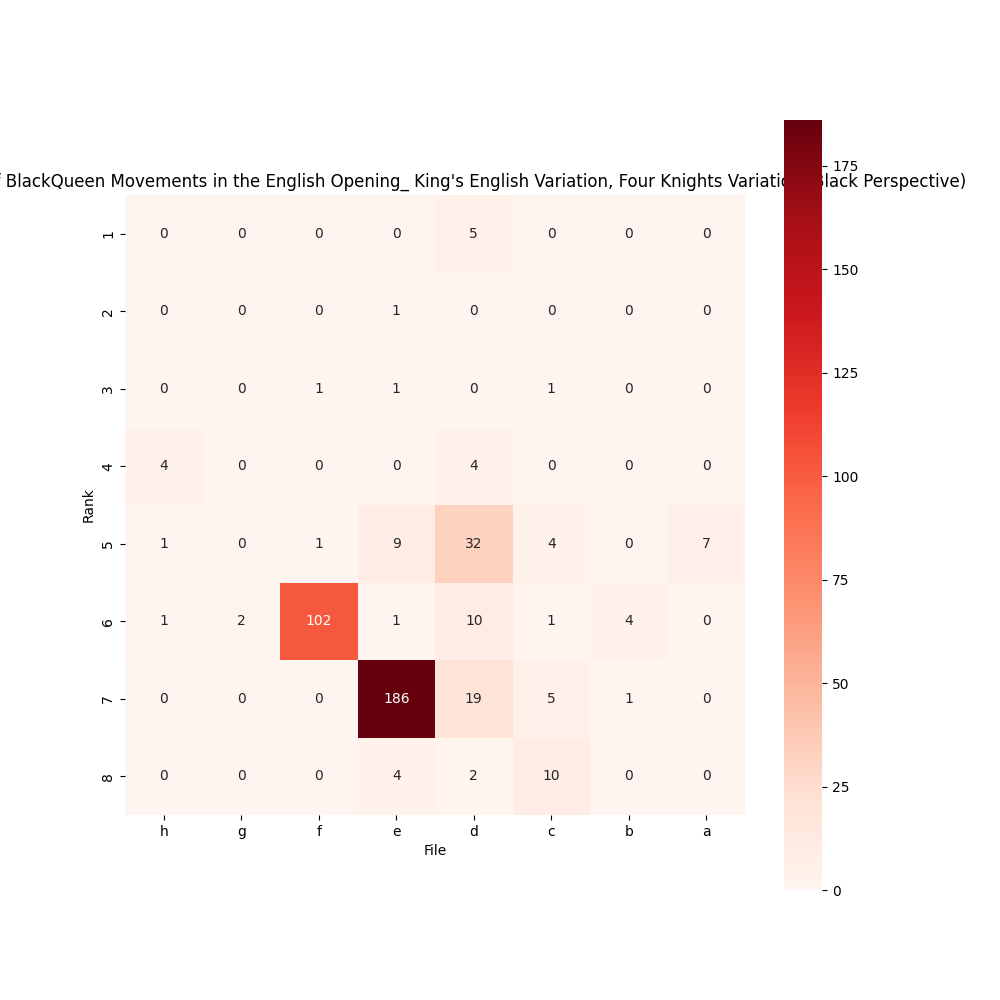 BlackQueen Movements in the English Opening_ King's English Variation, Four Knights Perspective)
175
1 0 0 0 0 5 0 0 0
150
2 0 0 0 1 0 0 0 0
3 0 0 1 1 0 1 0 0
125
4 4 0 0 0 4 0 0 0
100
Rank
5 1 0 1 9 32 4 0 7
75
6 1 2 102 1 10 1 4 0
50
7 0 0 0 186 19 5 1 0
25
8 0 0 0 4 2 10 0 0
h g f e d c b a
File
0